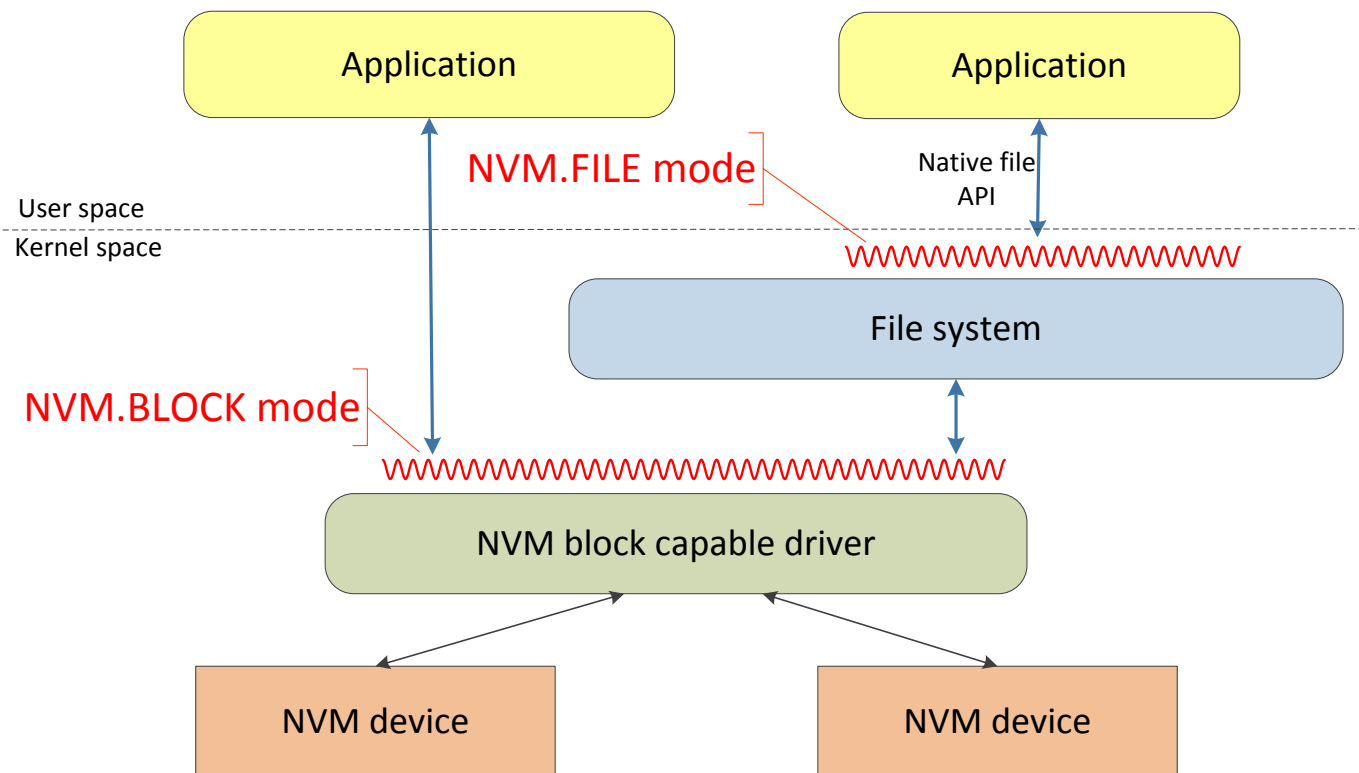 Application
Application
NVM.FILE mode
Native file
API
User space
Kernel space
File system
NVM.BLOCK mode
NVM block capable driver
NVM device
NVM device